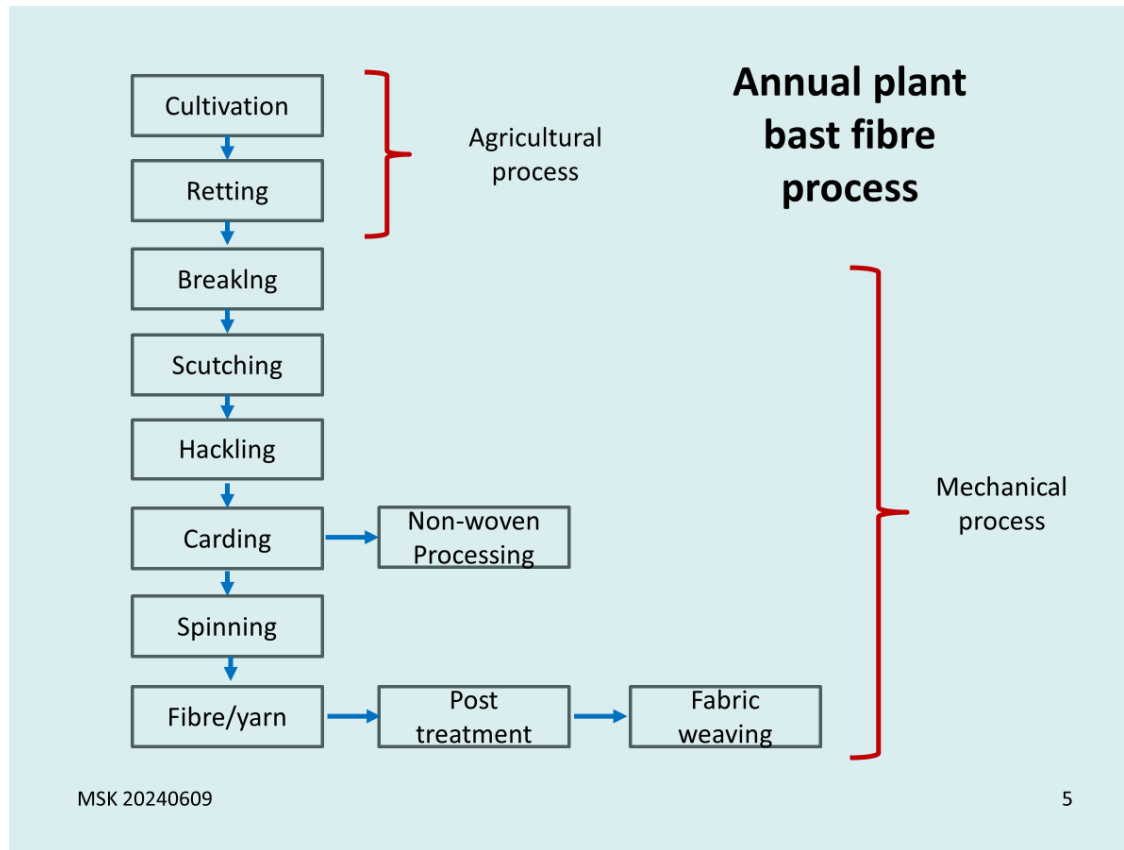 Annual plant
bast fibre
process
Cultivation
Agricultural
process
Retting
Breaklng
Scutching
Hackling
Carding
Non-woven
Processing
Mechanical
process
Spinning
Fibre/yarn
Post
treatment
Fabric
weaving
MSK 20240609
5